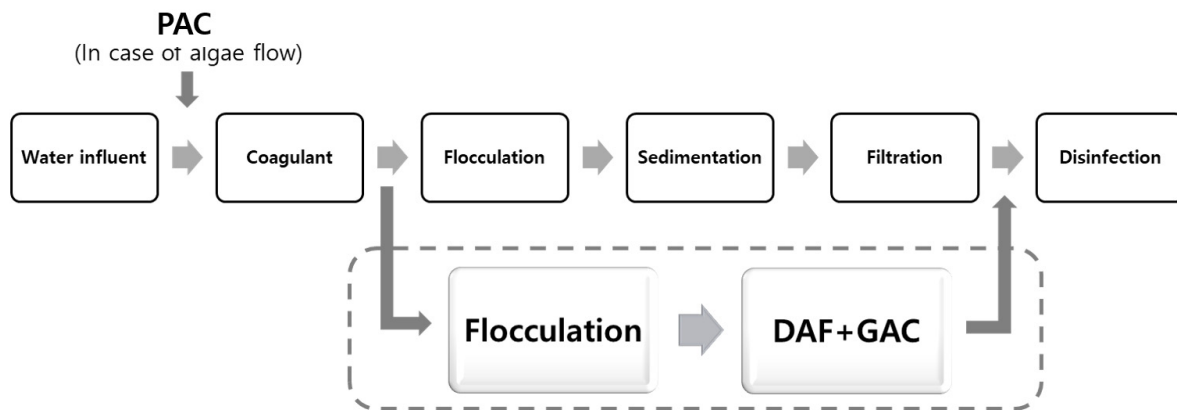 PAC
(In case of algae flow)
Water influent
Coagulant
Flocculation
Sedimentation
Filtration
Disinfection
Flocculation
DAF+GAC